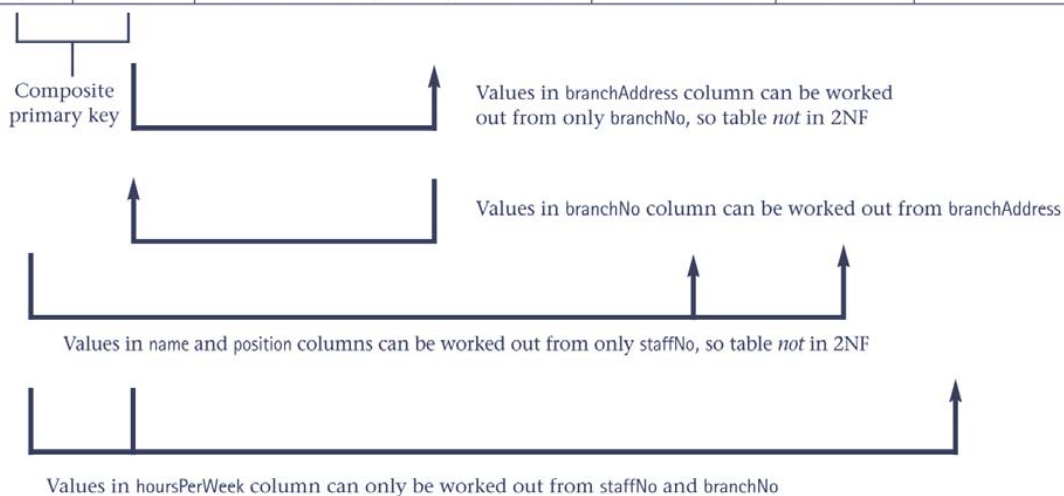 Composite
primary key
Values in branchAddress column can be worked
out from only branchNo, so table not in 2NF
Values in branchNo column can be worked out from branchAddress
Values in name and position columns can be worked out from only staffNo, so table not in 2NF
Values in hoursPerWeek column can only be worked out from staffNo and branchNo